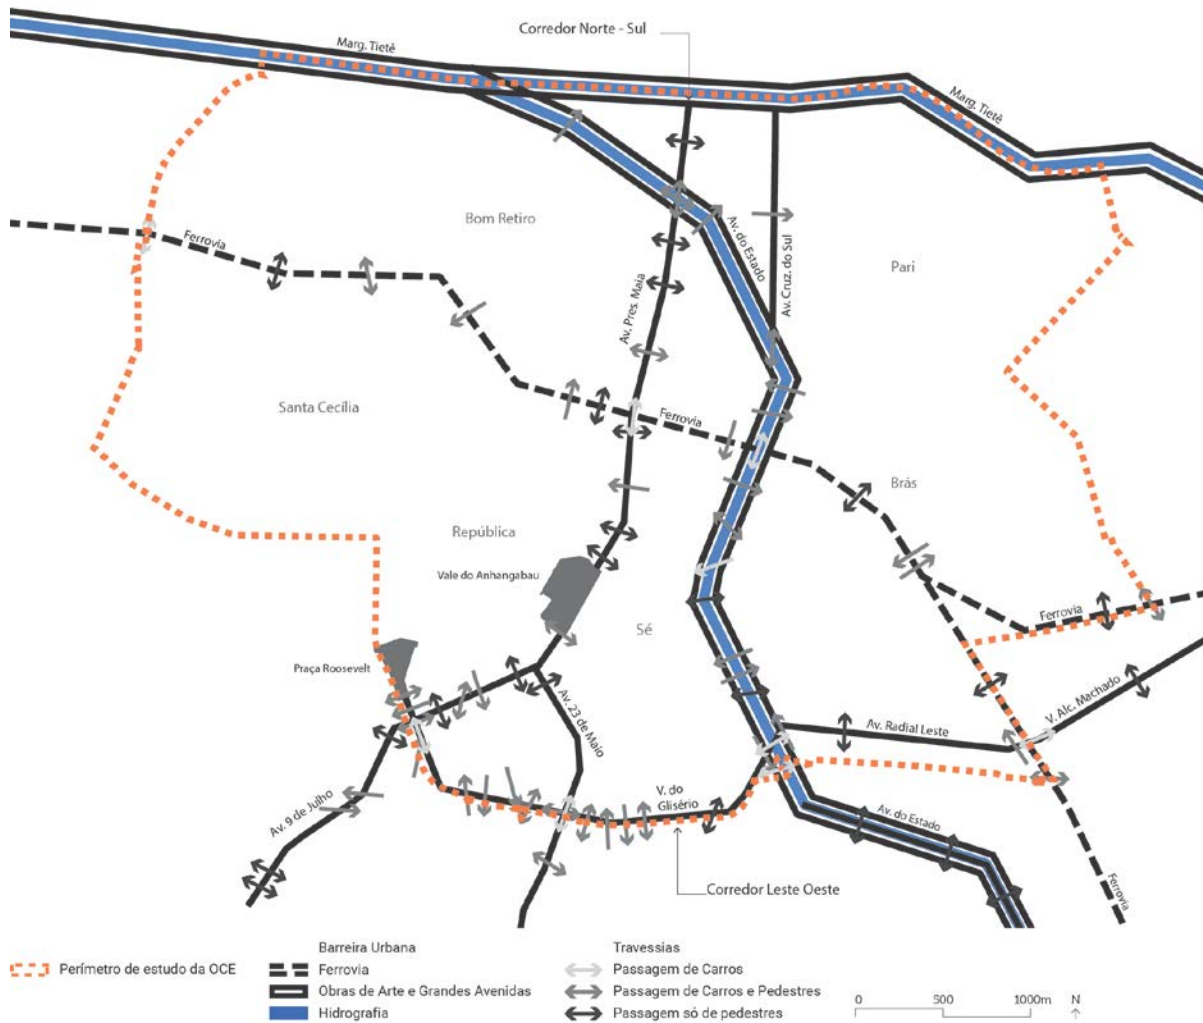 Corredor Norte - Sul
Marg. Tietê
Marg. Tietê
Bom Retiro
Ferrovia
Av. do Estado
Av. Cruz. do Sul
Pari
Av. Pres. Maia
Santa Cecília
Ferrovia
Brás
República
Vale do Anhangabau
Sé
Ferrovia
Praça Roosevelt
Av. 23 de Maio
V. Alc. Machado
Av. Radial Leste
Av. 9 de Julho
V. do
Glisério
Av. do Estado
Corredor Leste Oeste
Ferrovia
Perímetro de estudo da OCE
Barreira Urbana
Ferrovia
Obras de Arte e Grandes Avenidas
Hidrografia
Travessias
Passagem de Carros
Passagem de Carros e Pedestres
Passagem só de pedestres
0 500 1000m N